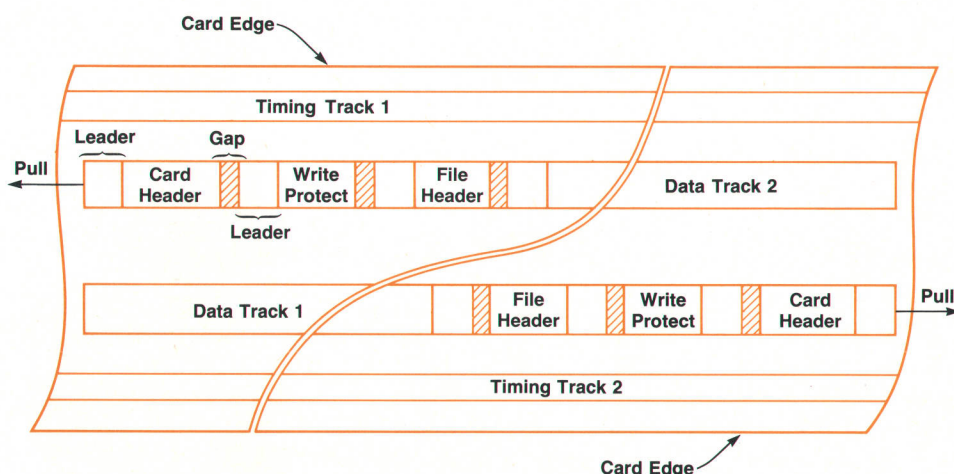 Card Edge
Timing Track 1
Leader
Gap
Pull
Card
Header
Write
Protect
File
Header
Data Track 2
Leader
Data Track 1
File
Header
Write
Protect
Card
Header
Pull
Timing Track 2
Card Edge